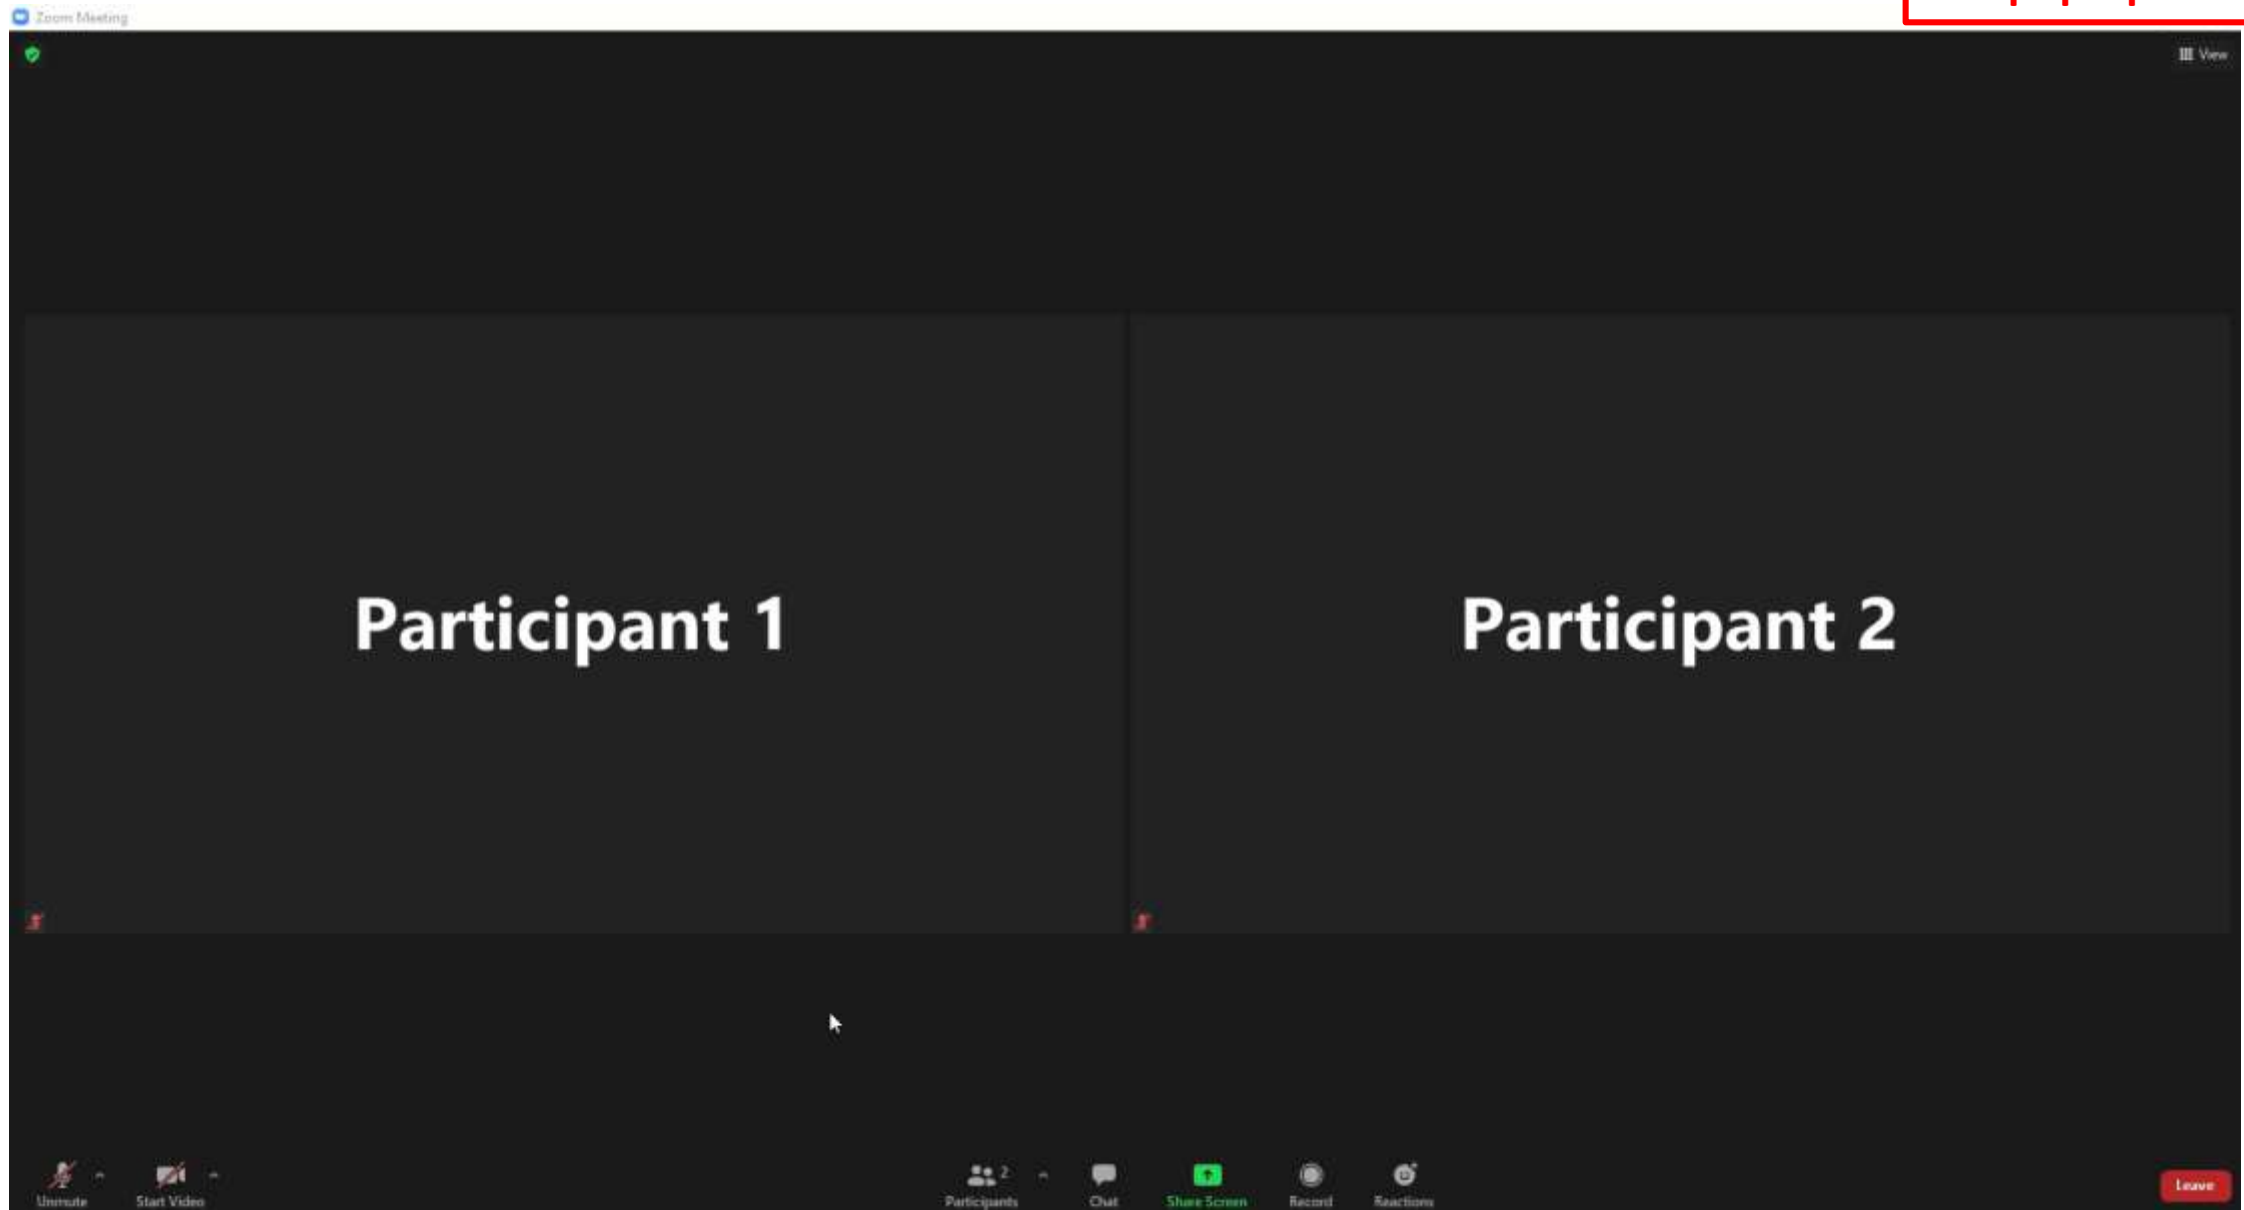 Zoom Meeting
View
Participant 1
Participant 2
Unmute
Start Video
2
Participants
Chat
Share Screen
Record
Reactions
Leave